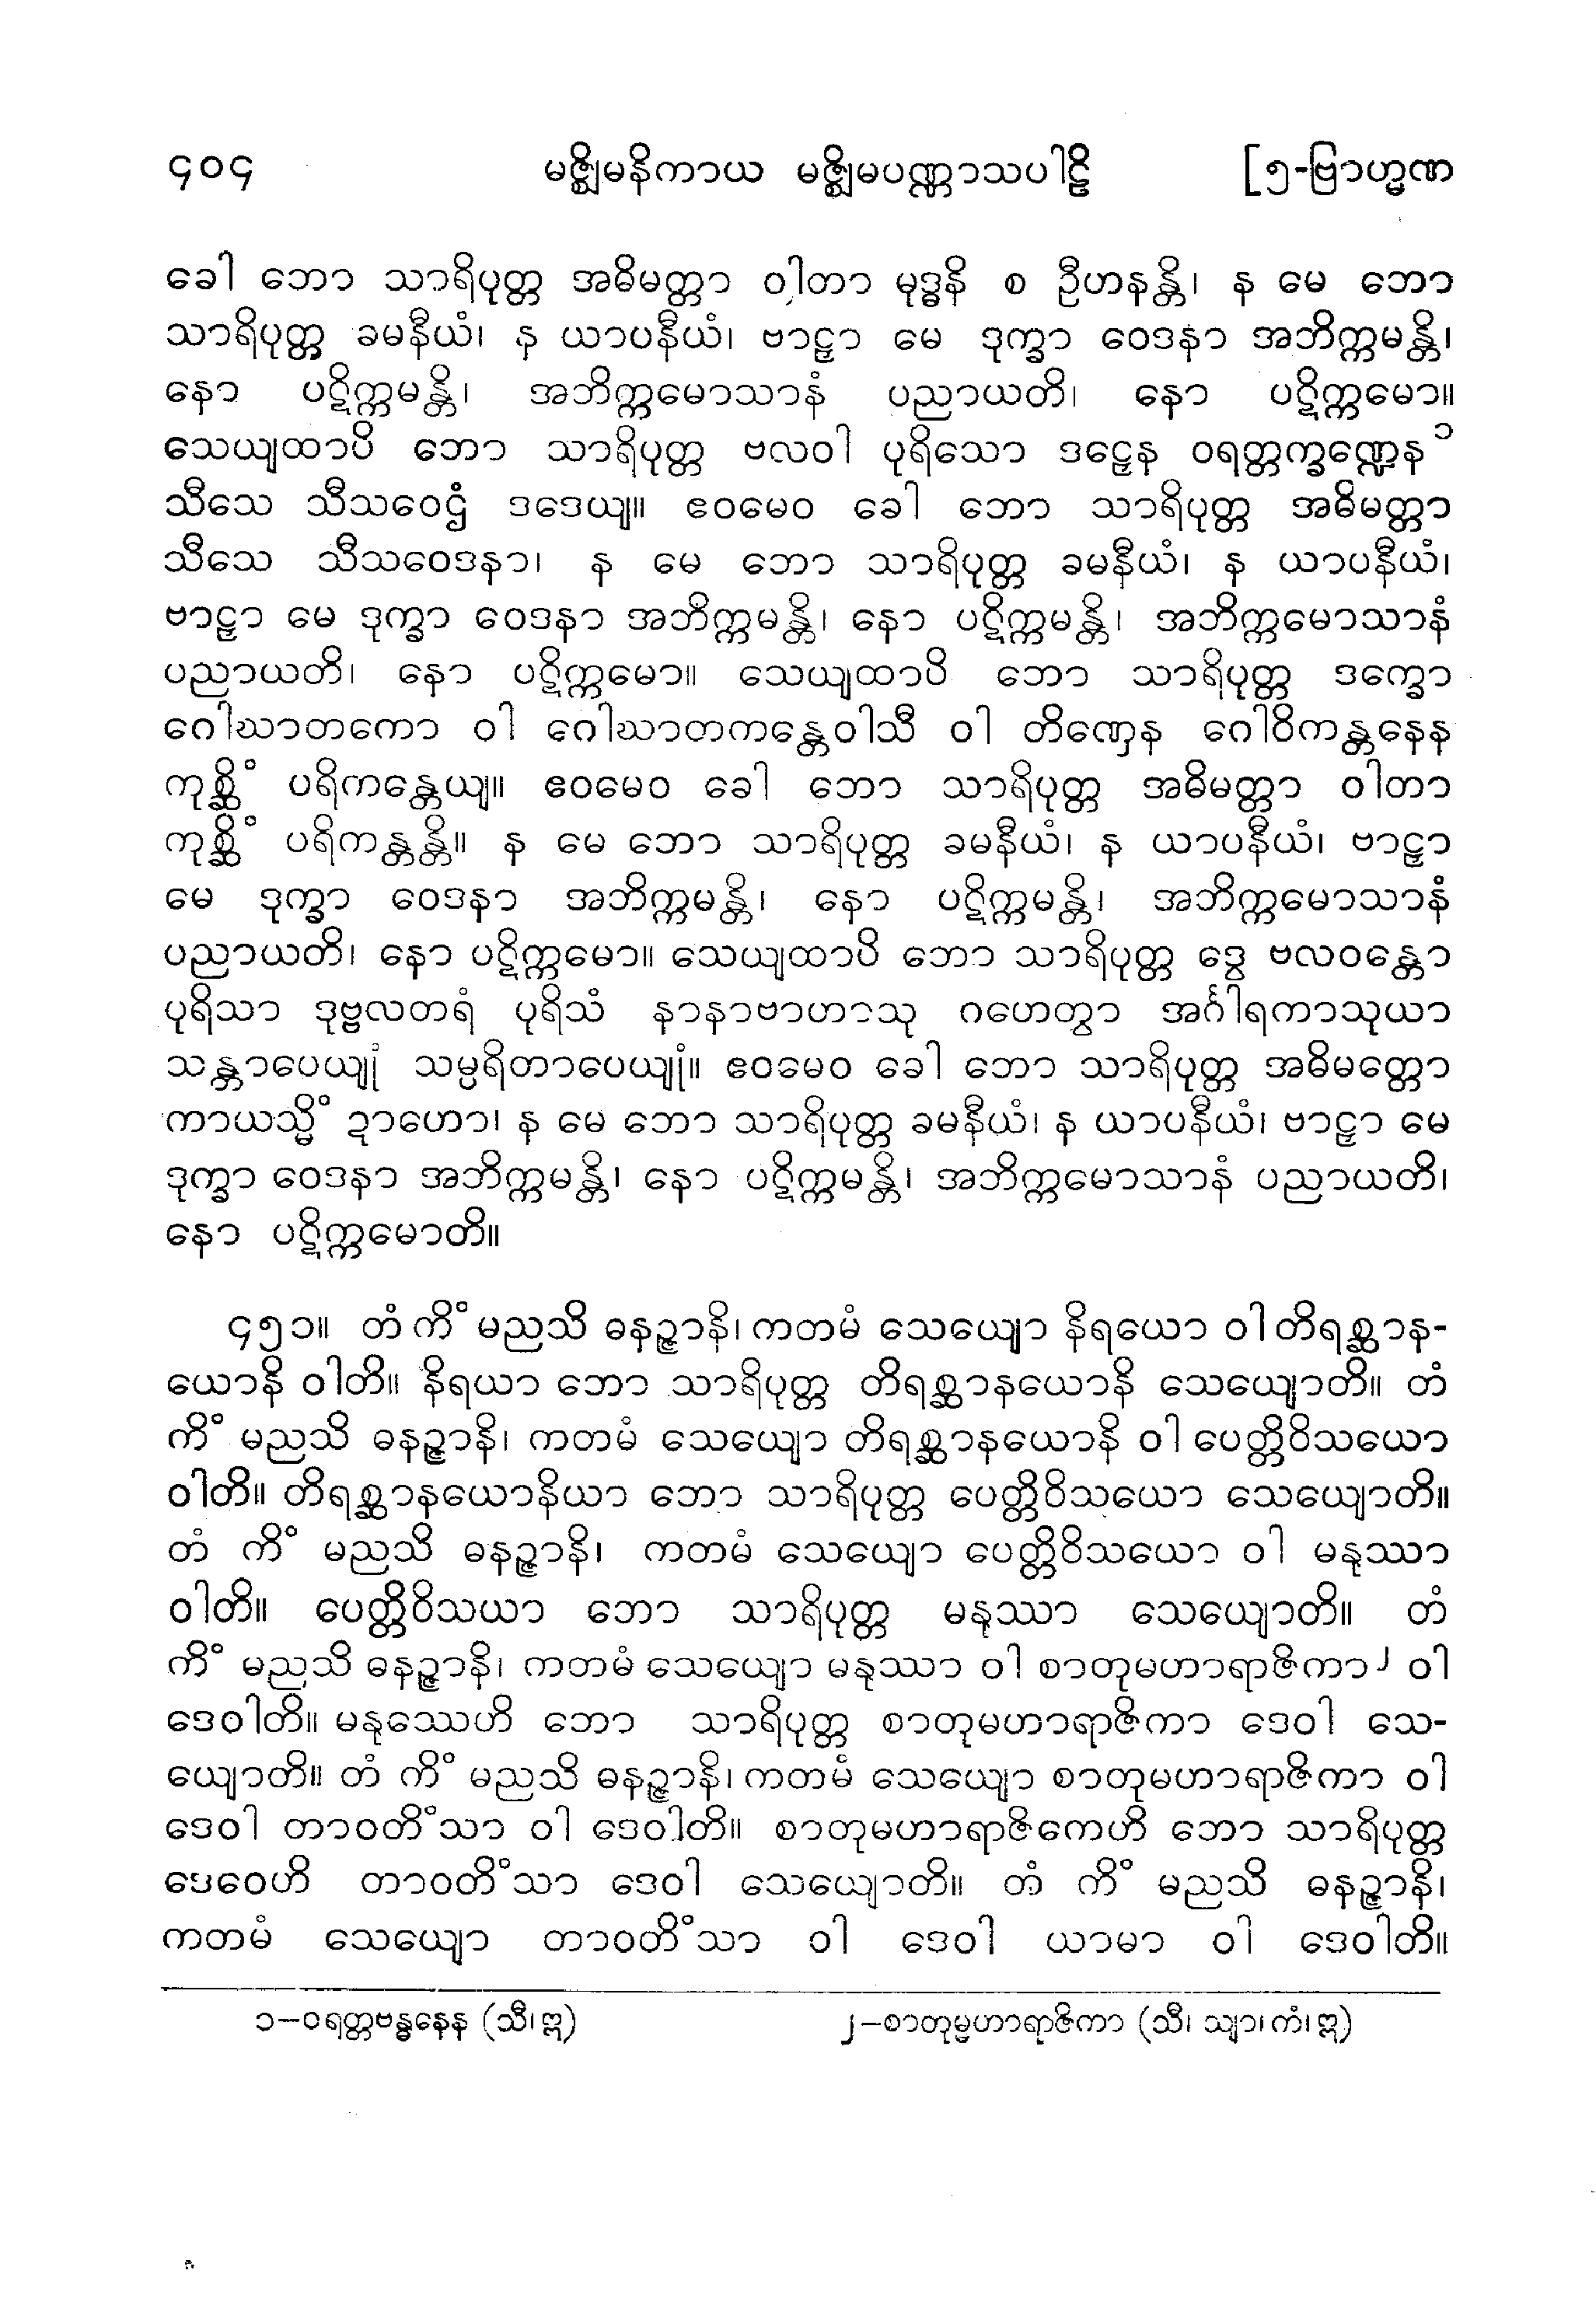 ၄၀၄ မဇ္ဈိမနိကာယ မဇ္ဈိမပဏ္ဏာသပါဠိ [၅-ဗြာဟ္မဏ
ခေါ ဘော သာရိပုတ္တ အဓိမတ္တာ ဝါတာ မုဒ္ဓနိ စ ဦဟနန္တိ၊ န မေ ဘော
သာရိပုတ္တ ခမနီယံ၊ န ယာပနီယံ၊ ဗာဠှာ မေ ဒုက္ခာ ဝေဒနာ အဘိက္ကမန္တိ၊
နော ပဋိက္ကမန္တိ၊ အဘိက္ကမောသာနံ ပညာယတိ၊ နော ပဋိက္ကမော။
သေယျထာပိ ဘော သာရိပုတ္တ ဗလဝါ ပုရိသော ဒဠှေန ဝရတ္တက္ခဏ္ဍေန ၁
သီသေ သီသဝေဌံ ဒဒေယျ။ ဧဝမေဝ ခေါ ဘော သာရိပုတ္တ အဓိမတ္တာ
သီသေ သီသဝေဒနာ၊ န မေ ဘော သာရိပုတ္တ ခမနီယံ၊ န ယာပနီယံ၊
ဗာဠှာ မေ ဒုက္ခာ ဝေဒနာ အဘိက္ကမန္တိ၊ နော ပဋိက္ကမန္တိ၊ အဘိက္ကမောသာနံ
ပညာယတိ၊ နော ပဋိက္ကမော။ သေယျထာပိ ဘော သာရိပုတ္တ ဒက္ခော
ဂေါဃာတကော ဝါ ဂေါဃာတကန္တေဝါသီ ဝါ တိဏှေန ဂေါဝိကန္တနေန
ကုစ္ဆိံ ပရိကန္တေယျ။ ဧဝမေဝ ခေါ ဘော သာရိပုတ္တ အဓိမတ္တာ ဝါတာ
ကုစ္ဆိံ ပရိကန္တန္တိ။ န မေ ဘော သာရိပုတ္တ ခမနီယံ၊ န ယာပနီယံ၊ ဗာဠှာ
မေ ဒုက္ခာ ဝေဒနာ အဘိက္ကမန္တိ၊ နော ပဋိက္ကမန္တိ၊ အဘိက္ကမောသာနံ
ပညာယတိ၊ နော ပဋိက္ကမော။ သေယျထာပိ ဘော သာရိပုတ္တ ဒွေ ဗလဝန္တော
ပုရိသာ ဒုဗ္ဗလတရံ ပုရိသံ နာနာဗာဟာသု ဂဟေတွာ အင်္ဂါရကာသုယာ
သန္တာပေယျုံ သမ္ပရိတာပေယျုံ။ ဧဝမေဝ ခေါ ဘော သာရိပုတ္တ အဓိမတ္တော
ကာယသ္မိံ ဍာဟော၊ န မေ ဘော သာရိပုတ္တ ခမနီယံ၊ န ယာပနီယံ၊ ဗာဠှာ မေ
ဒုက္ခာ ဝေဒနာ အဘိက္ကမန္တိ၊ နော ပဋိက္ကမန္တိ၊ အဘိက္ကမောသာနံ ပညာယတိ၊
နော ပဋိက္ကမောတိ။
၄၅၁။ တံ ကိံ မညသိ ဓနဉ္ဇာနိ၊ ကတမံ သေယျော နိရယော ဝါ တိရစ္ဆာန-
ယောနိ ဝါတိ။ နိရယာ ဘော သာရိပုတ္တ တိရစ္ဆာနယောနိ သေယျောတိ။ တံ
ကိံ မညသိ ဓနဉ္ဇာနိ၊ ကတမံ သေယျော တိရစ္ဆာနယောနိ ဝါ ပေတ္တိဝိသယော
ဝါတိ။ တိရစ္ဆာနယောနိယာ ဘော သာရိပုတ္တ ပေတ္တိဝိသယော သေယျောတိ။
တံ ကိံ မညသိ ဓနဉ္ဇာနိ၊ ကတမံ သေယျော ပေတ္တိဝိသယော ဝါ မနုဿာ
ဝါတိ။ ပေတ္တိဝိသယာ ဘော သာရိပုတ္တ မနုဿာ သေယျောတိ။ တံ
ကိံ မညသိ ဓနဉ္ဇာနိ၊ ကတမံ သေယျော မနုဿာ ဝါ စာတုမဟာရာဇိကာ ၂ ဝါ
ဒေဝါတိ။ မနုဿေဟိ ဘော သာရိပုတ္တ စာတုမဟာရာဇိကာ ဒေဝါ သေ-
ယျောတိ။ တံ ကိံ မညသိ ဓနဉ္ဇာနိ၊ ကတမံ သေယျော စာတုမဟာရာဇိကာ ဝါ
ဒေဝါ တာဝတိံသာ ဝါ ဒေဝါတိ။ စာတုမဟာရာဇိကေဟိ ဘော သာရိပုတ္တ
ဒေဝေဟိ တာဝတိံသာ ဒေဝါ သေယျောတိ။ တံ ကိံ မညသိ ဓနဉ္ဇာနိ၊
ကတမံ သေယျော တာဝတိံသာ ဝါ ဒေဝါ ယာမာ ဝါ ဒေဝါတိ။
၁–ဝရတ္တဗန္ဓနေန (သီ၊ ဣ) ၂–စာတုမ္မဟာရာဇိကာ (သီ၊ သျာ၊ ကံ၊ ဣ)